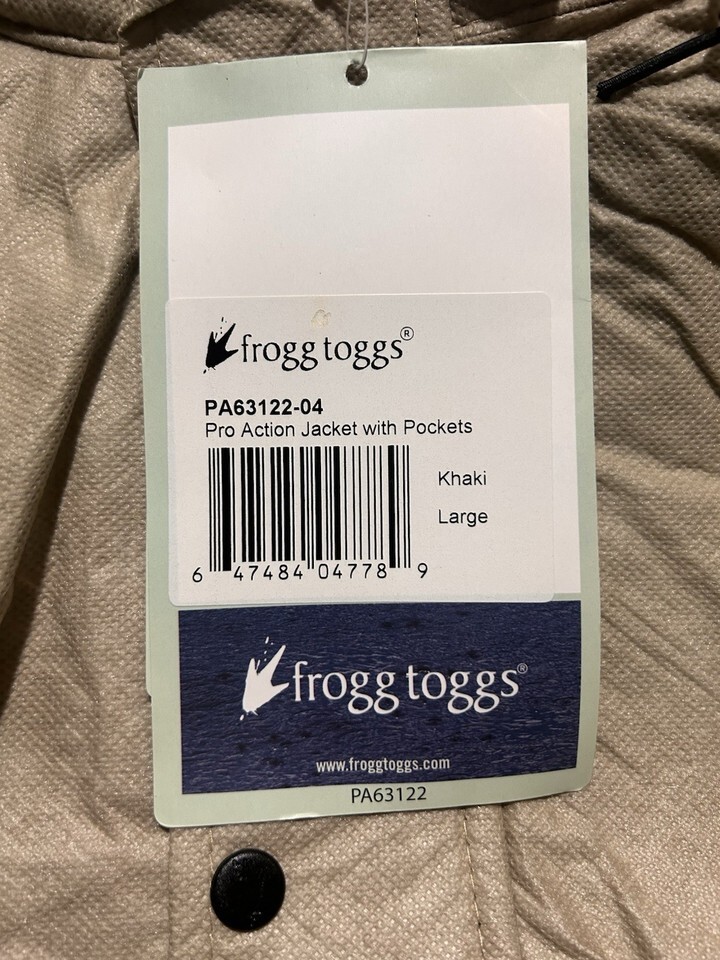 frogg toggs®
PA63122-04
Pro Action Jacket with Pockets
Khaki
Large
6 47484 04778 9
frogg toggs®
www.froggtoggs.com
PA63122